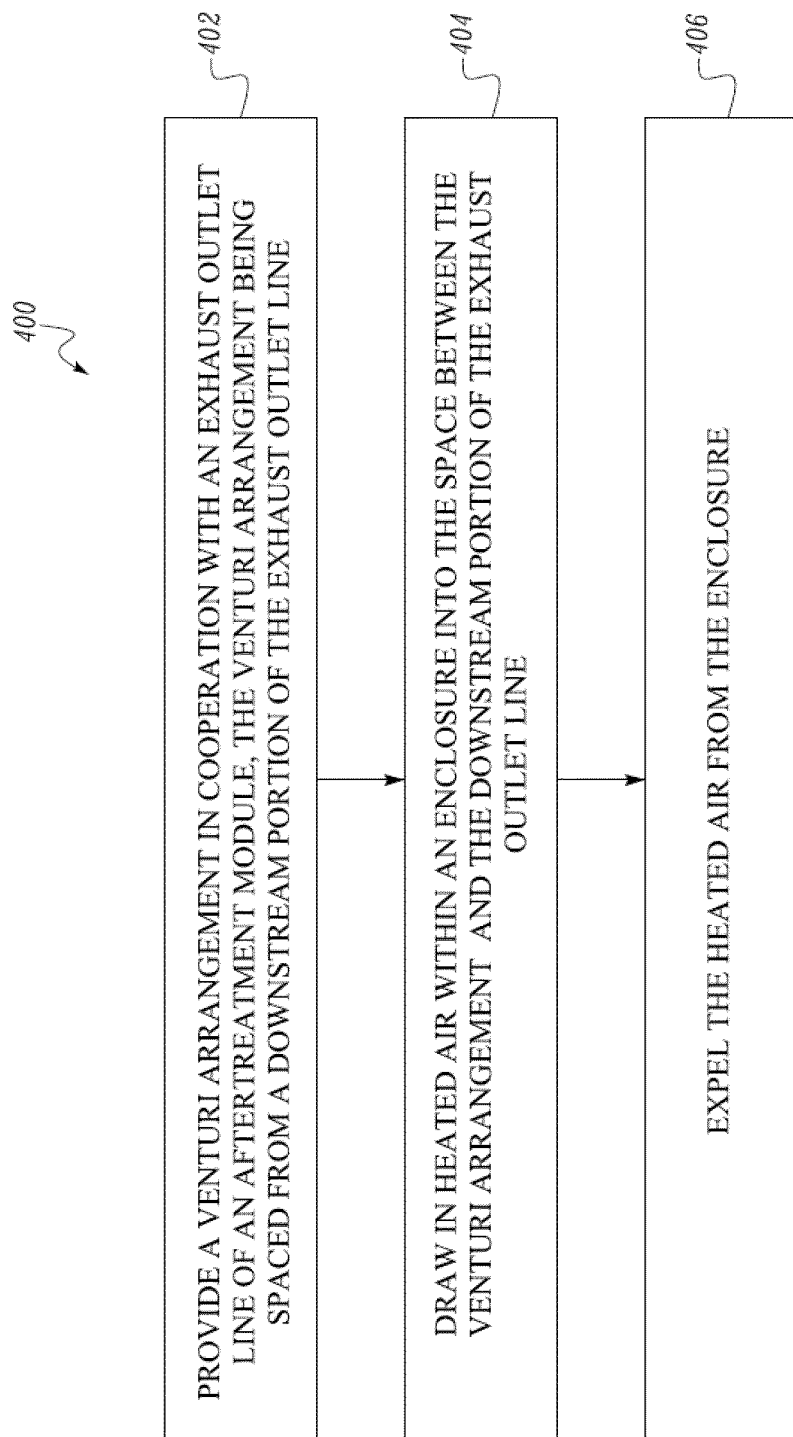 400
PROVIDE A VENTURI ARRANGEMENT IN COOPERATION WITH AN EXHAUST OUTLET
LINE OF AN AFTERTREATMENT MODULE, THE VENTURI ARRANGEMENT BEING
SPACED FROM A DOWNSTREAM PORTION OF THE EXHAUST OUTLET LINE
402
DRAW IN HEATED AIR WITHIN AN ENCLOSURE INTO THE SPACE BETWEEN THE
VENTURI ARRANGEMENT AND THE DOWNSTREAM PORTION OF THE EXHAUST
OUTLET LINE
404
EXPEL THE HEATED AIR FROM THE ENCLOSURE
406